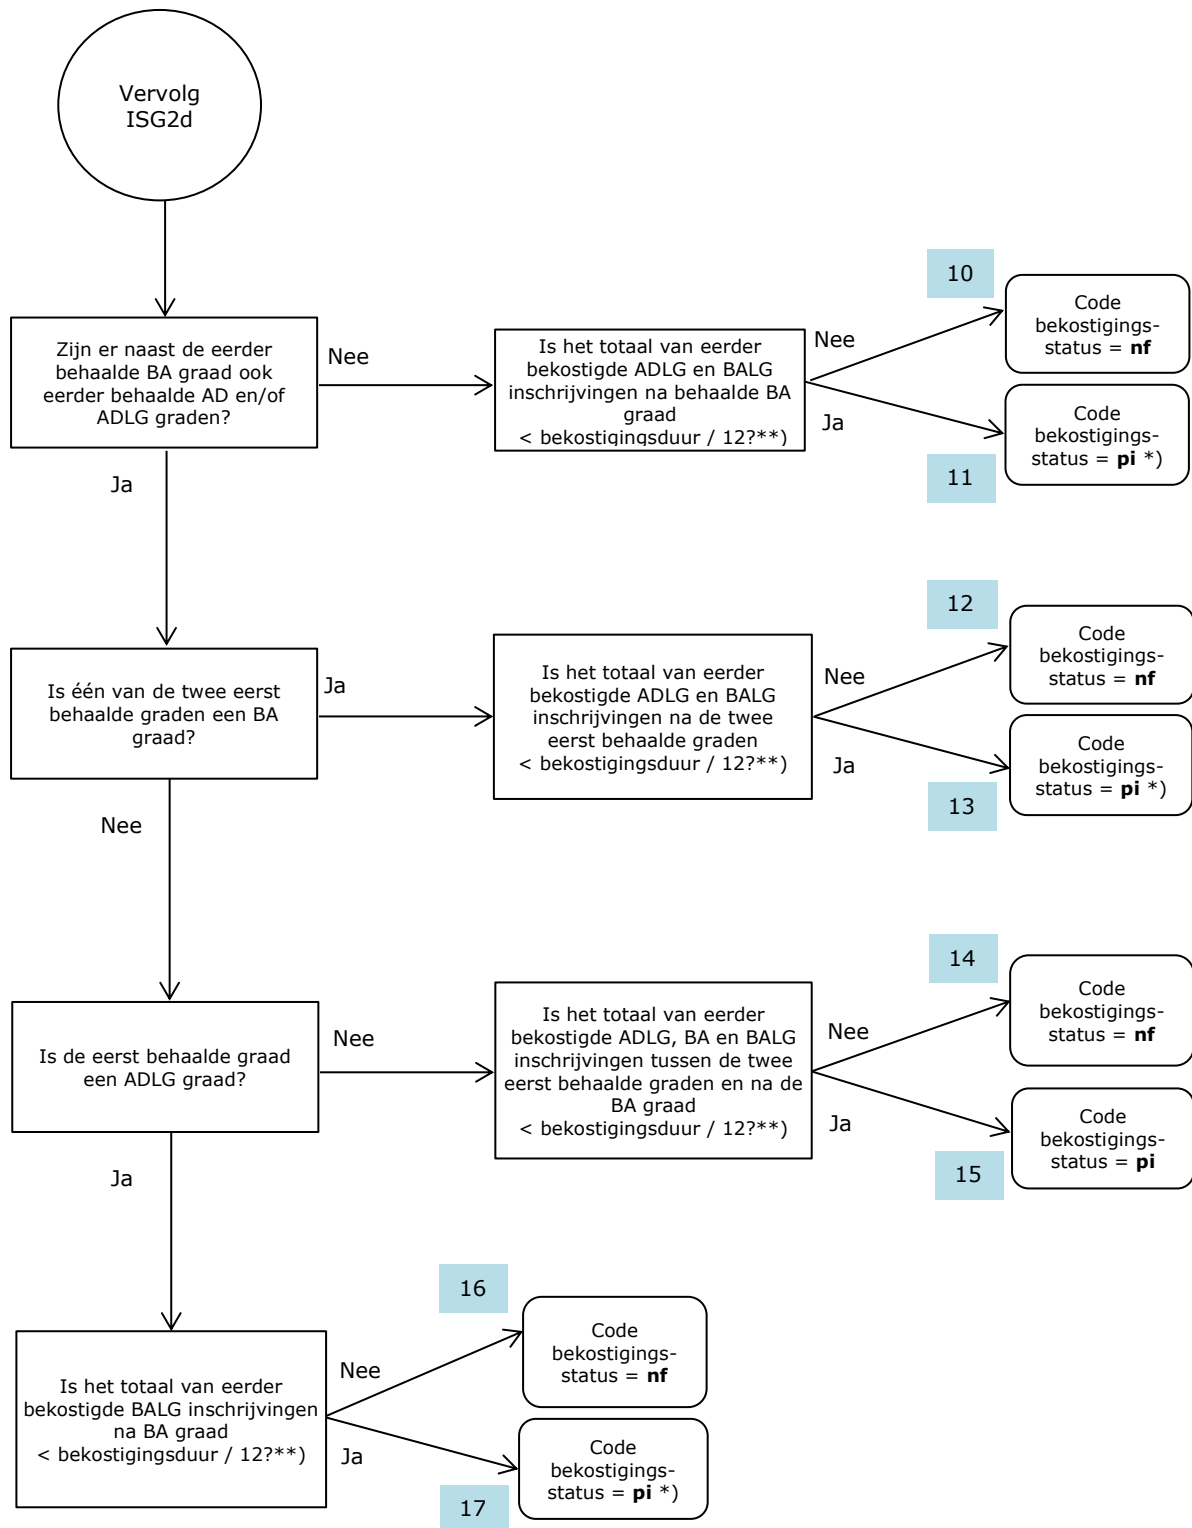 Vervolg
ISG2d
Zijn er naast de eerder
behaalde BA graad ook
eerder behaalde AD en/of
ADLG graden?
Nee
Is het totaal van eerder
bekostigde ADLG en BALG
inschrijvingen na behaalde BA
graad
< bekostigingsduur / 12?**)
Nee
10
Code
bekostigings-
status = nf
Ja
11
Code
bekostigings-
status = pi *)
Ja
Is één van de twee eerst
behaalde graden een BA
graad?
Ja
Is het totaal van eerder
bekostigde ADLG en BALG
inschrijvingen na de twee
eerst behaalde graden
< bekostigingsduur / 12?**)
Nee
12
Code
bekostigings-
status = nf
Ja
13
Code
bekostigings-
status = pi *)
Nee
Is de eerst behaalde graad
een ADLG graad?
Nee
Is het totaal van eerder
bekostigde ADLG, BA en BALG
inschrijvingen tussen de twee
eerst behaalde graden en na de
BA graad
< bekostigingsduur / 12?**)
Nee
14
Code
bekostigings-
status = nf
Ja
15
Code
bekostigings-
status = pi
Ja
Is het totaal van eerder
bekostigde BALG inschrijvingen
na BA graad
< bekostigingsduur / 12?**)
Nee
16
Code
bekostigings-
status = nf
Ja
17
Code
bekostigings-
status = pi *)